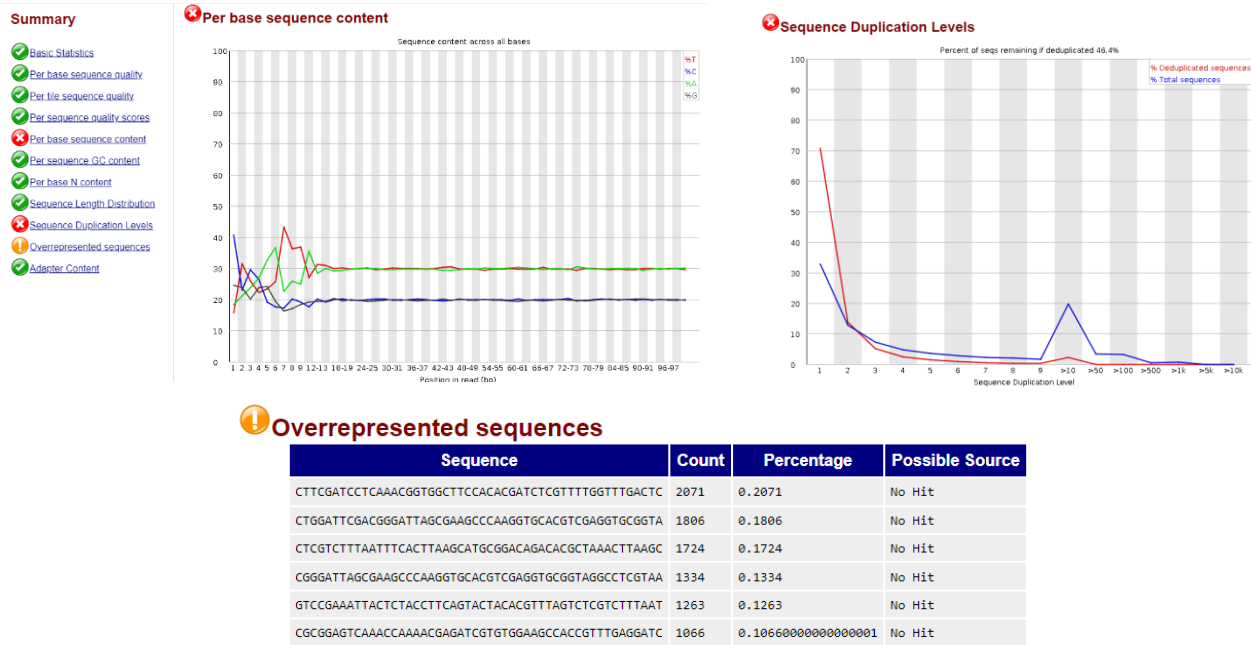 Summary
Basic Statistics
Per base sequence quality
Per tile sequence quality
Per sequence quality scores
Per base sequence content
Per sequence GC content
Per base N content
Sequence Length Distribution
Sequence Duplication Levels
Overrepresented sequences
Adapter Content
Per base sequence content
Sequence content across all bases
%T
%C
%A
%G
100
90
80
70
60
50
40
30
20
10
0
1 2 3 4 5 6 7 8 9 12-13 18-19 24-25 30-31 36-37 42-43 48-49 54-55 60-61 66-67 72-73 78-79 84-85 90-91 96-97
Position in read (bp)
Sequence Duplication Levels
Percent of seqs remaining if deduplicated 46.4%
% Deduplicated sequences
% Total sequences
100
90
80
70
60
50
40
30
20
10
0
1 2 3 4 5 6 7 8 9 >10 >50 >100 >500 >1k >5k >10k
Sequence Duplication Level
Overrepresented sequences
Sequence Count Percentage Possible Source
CTTCGATCCTCAAACGGTGGCTTCCACACGATCTCGTTTTGGTTTGACTC 2071 0.2071 No Hit
CTGGATTCGACGGGATTAGCGAAGCCCAAGGTGCACGTCGAGGTGCGGTA 1806 0.1806 No Hit
CTCGTCTTTAATTTCACTTAAGCATGCGGACAGACACGCTAAACTTAAGC 1724 0.1724 No Hit
CGGGATTAGCGAAGCCCAAGGTGCACGTCGAGGTGCGGTAGGCCTCGTAA 1334 0.1334 No Hit
GTCCGAAATTACTCTACCTTCAGTACTACACGTTTAGTCTCGTCTTTAAT 1263 0.1263 No Hit
CGCGGAGTCAAACCAAAACGAGATCGTGTGGAAGCCACCGTTTGAGGATC 1066 0.10660000000000001 No Hit